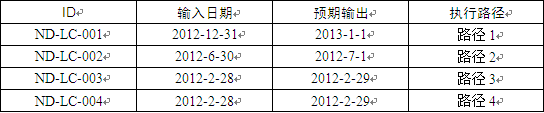 ID 输入日期 预期输出 执行路径
ND-LC-001 2012-12-31 2013-1-1 路径 1
ND-LC-002 2012-6-30 2012-7-1 路径 2
ND-LC-003 2012-2-28 2012-2-29 路径 3
ND-LC-004 2012-2-28 2012-2-29 路径 4